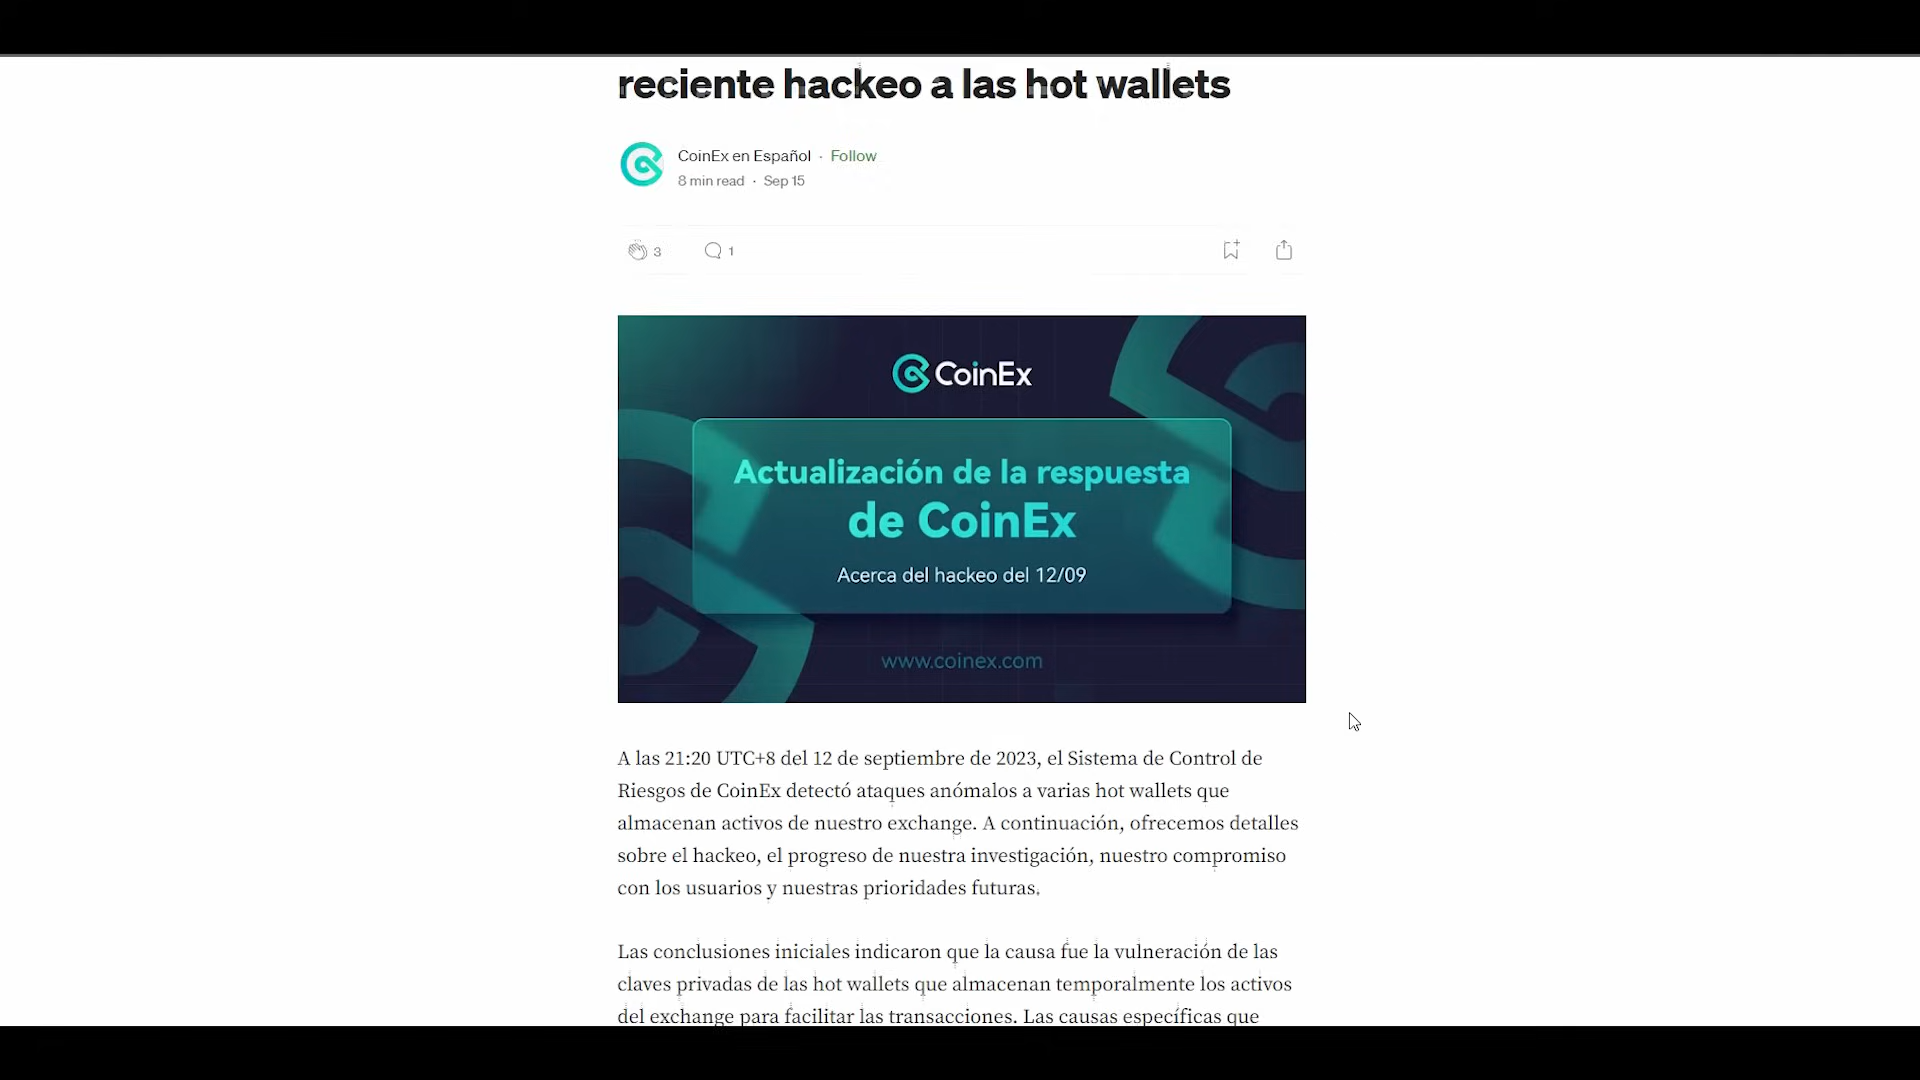 reciente hackeo a las hot wallets
CoinEx en Español · Follow
8 min read · Sep 15
3 1
CoinEx
Actualización de la respuesta
de CoinEx
Acerca del hackeo del 12/09
www.coinex.com
A las 21:20 UTC+8 del 12 de septiembre de 2023, el Sistema de Control de
Riesgos de CoinEx detectó ataques anómalos a varias hot wallets que
almacenan activos de nuestro exchange. A continuación, ofrecemos detalles
sobre el hackeo, el progreso de nuestra investigación, nuestro compromiso
con los usuarios y nuestras prioridades futuras.
Las conclusiones iniciales indicaron que la causa fue la vulneración de las
claves privadas de las hot wallets que almacenan temporalmente los activos
del exchange para facilitar las transacciones. Las causas específicas que